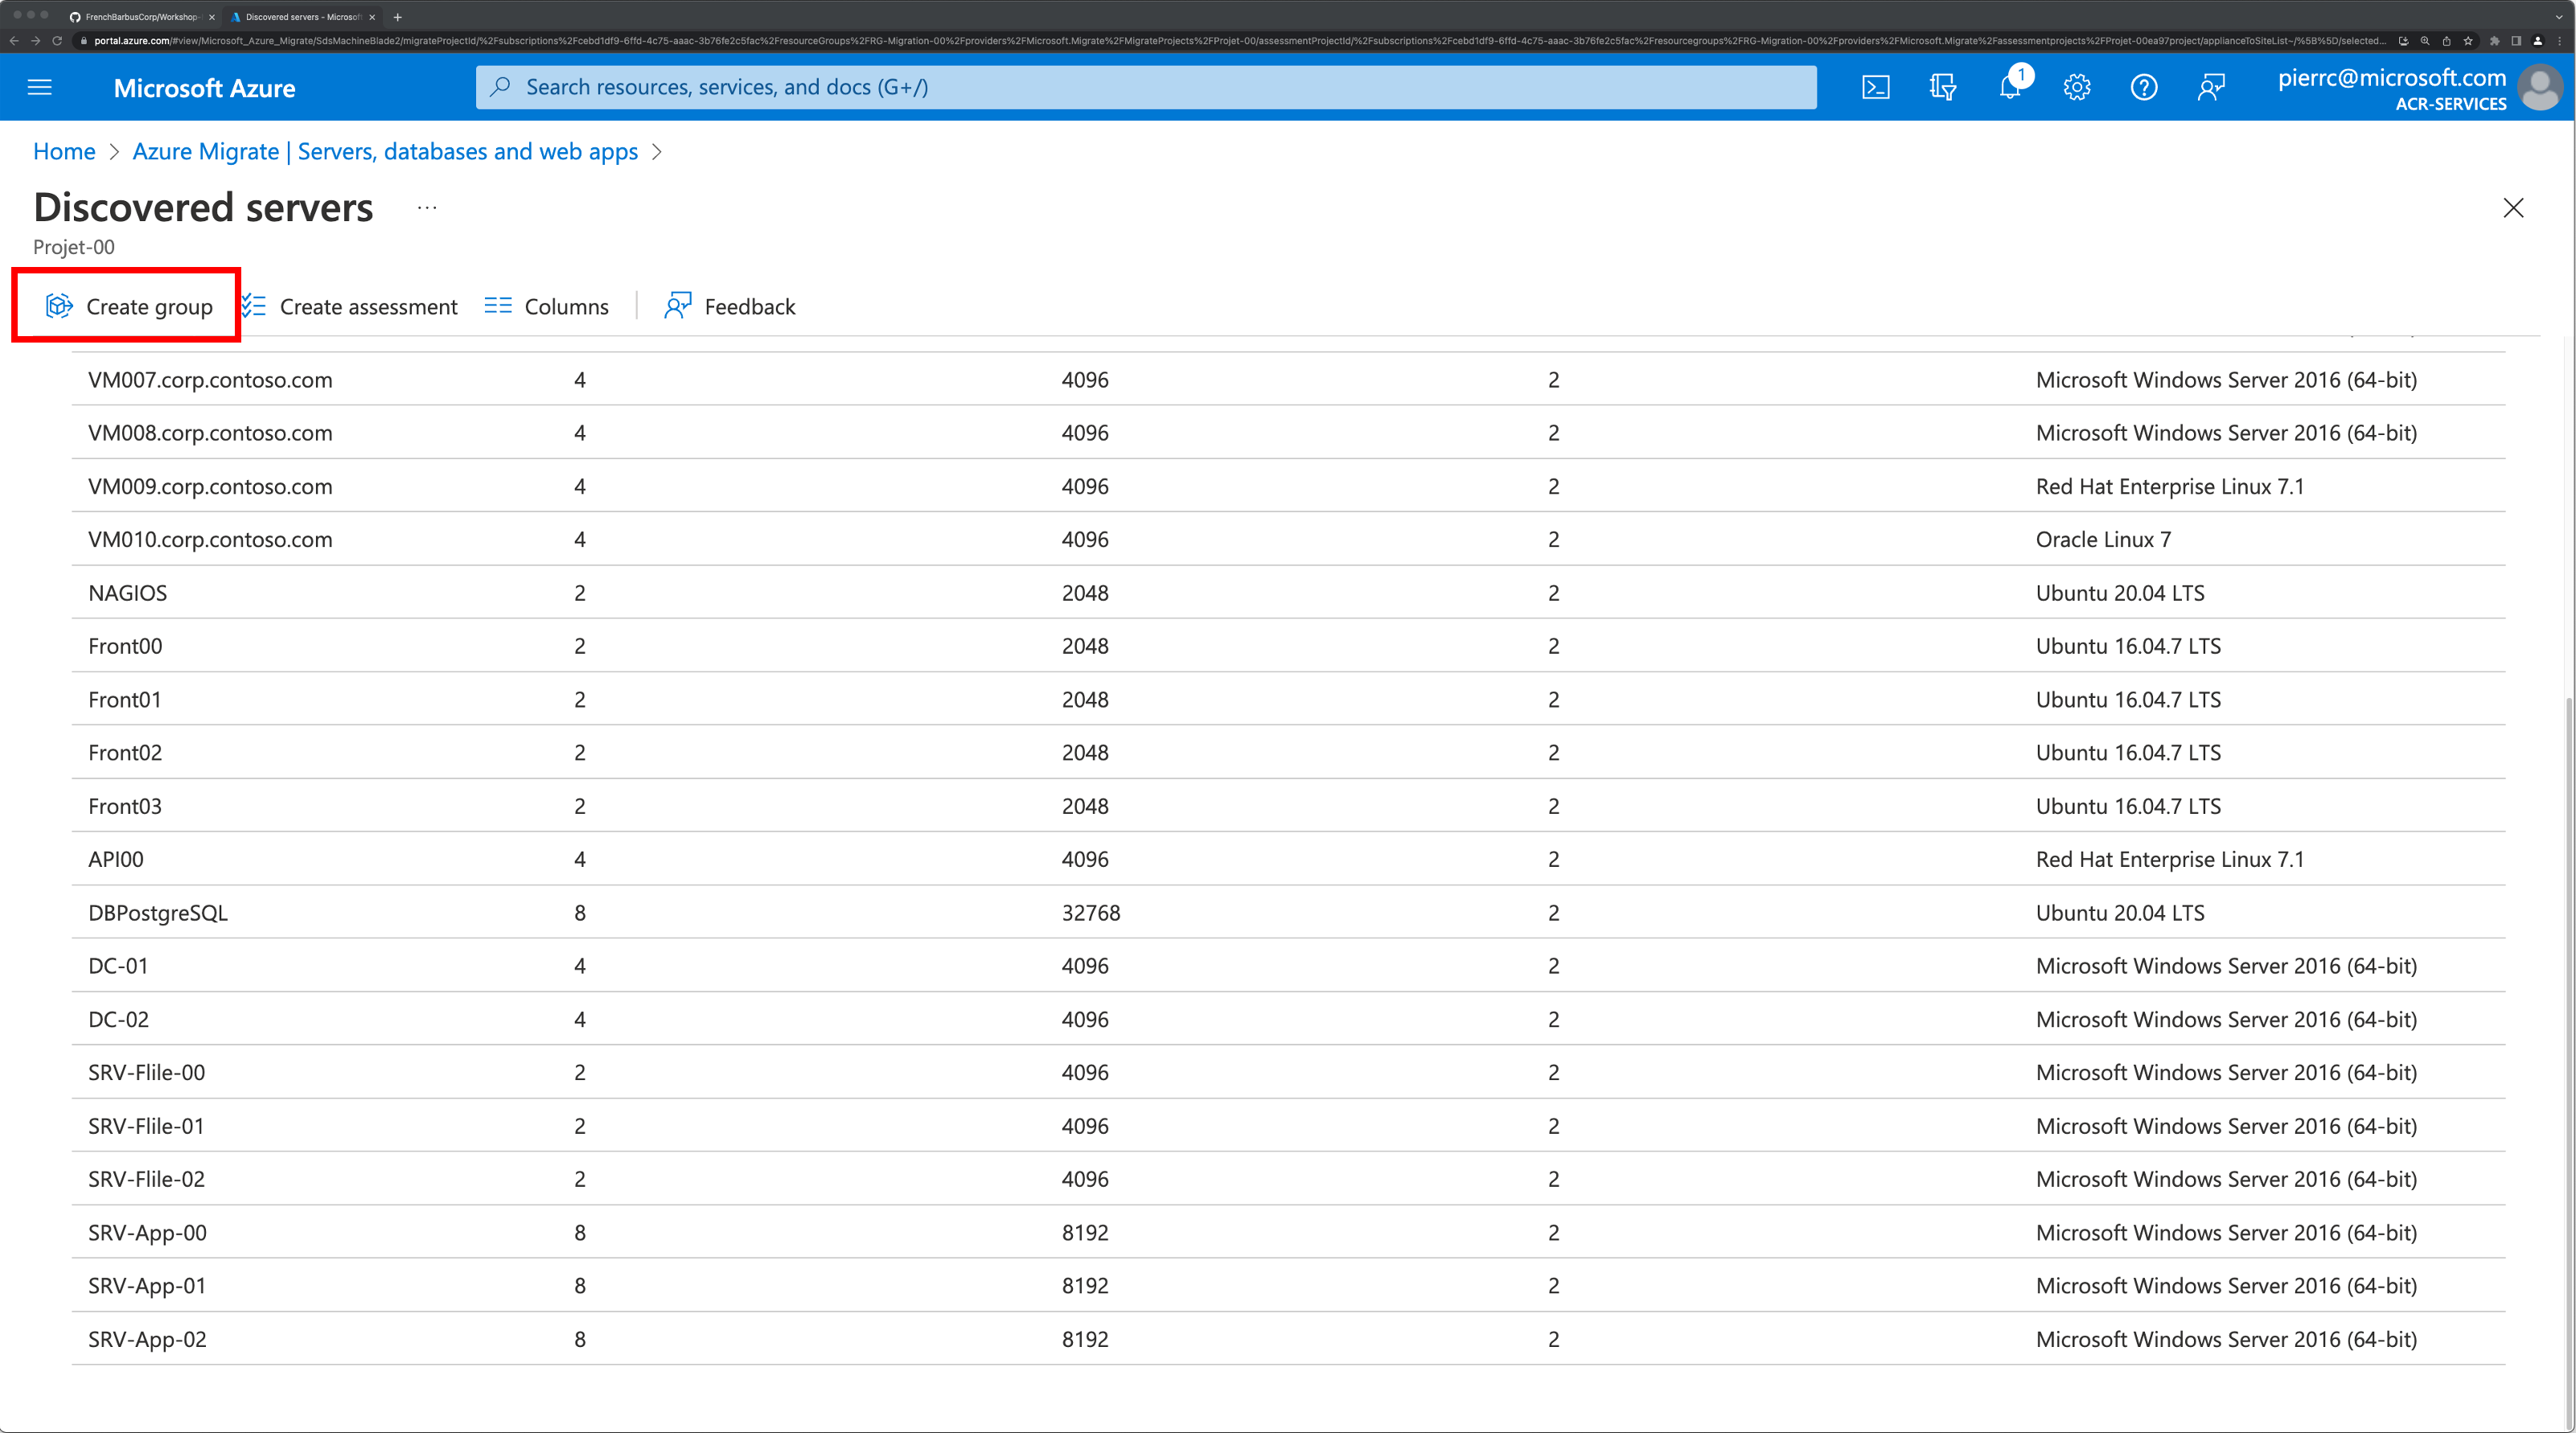 FrenchBarbusCorp/Workshop-
Discovered servers - Microsoft
portal.azure.com/#view/Microsoft_Azure_Migrate/SdsMachineBlade2/migrateProjectId/%2Fsubscriptions%2Fcebd1df9-6ffd-4c75-aaac-3b76fe2c5fac%2FresourceGroups%2FRG-Migration-00%2Fproviders%2FMicrosoft.Migrate%2FMigrateProjects%2FProjet-00/assessmentProjectId/%2Fsubscriptions%2Fcebd1df9-6ffd-4c75-aaac-3b76fe2c5fac%2Fresourcegroups%2FRG-Migration-00%2Fproviders%2FMicrosoft.Migrate%2Fassessmentprojects%2FProjet-00ea97project/applianceToSiteList~/%5B%5D/selected...
Microsoft Azure
Search resources, services, and docs (G+/)
1
pierrc@microsoft.com
ACR-SERVICES
Home > Azure Migrate | Servers, databases and web apps >
Discovered servers ...
Projet-00
Create group Create assessment Columns Feedback
VM007.corp.contoso.com 4 4096 2 Microsoft Windows Server 2016 (64-bit)
VM008.corp.contoso.com 4 4096 2 Microsoft Windows Server 2016 (64-bit)
VM009.corp.contoso.com 4 4096 2 Red Hat Enterprise Linux 7.1
VM010.corp.contoso.com 4 4096 2 Oracle Linux 7
NAGIOS 2 2048 2 Ubuntu 20.04 LTS
Front00 2 2048 2 Ubuntu 16.04.7 LTS
Front01 2 2048 2 Ubuntu 16.04.7 LTS
Front02 2 2048 2 Ubuntu 16.04.7 LTS
Front03 2 2048 2 Ubuntu 16.04.7 LTS
API00 4 4096 2 Red Hat Enterprise Linux 7.1
DBPostgreSQL 8 32768 2 Ubuntu 20.04 LTS
DC-01 4 4096 2 Microsoft Windows Server 2016 (64-bit)
DC-02 4 4096 2 Microsoft Windows Server 2016 (64-bit)
SRV-Flile-00 2 4096 2 Microsoft Windows Server 2016 (64-bit)
SRV-Flile-01 2 4096 2 Microsoft Windows Server 2016 (64-bit)
SRV-Flile-02 2 4096 2 Microsoft Windows Server 2016 (64-bit)
SRV-App-00 8 8192 2 Microsoft Windows Server 2016 (64-bit)
SRV-App-01 8 8192 2 Microsoft Windows Server 2016 (64-bit)
SRV-App-02 8 8192 2 Microsoft Windows Server 2016 (64-bit)